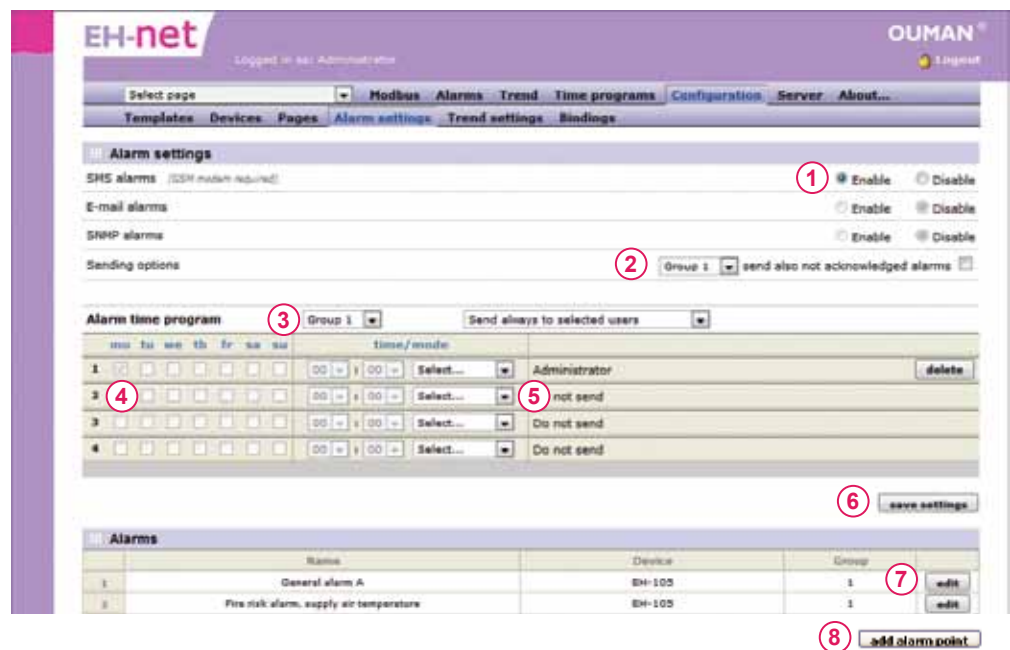 EH-net
OUMAN®
Logged in as: Administrator
Logout
Select page Modbus Alarms Trend Time programs Configuration Server About...
Templates Devices Pages Alarm settings Trend settings Bindings
Alarm settings
SMS alarms (GSM modem required) 1 Enable Disable
E-mail alarms Enable Disable
SNMP alarms Enable Disable
Sending options 2 Group 1 send also not acknowledged alarms
Alarm time program 3 Group 1 Send always to selected users
mo tu we th fr sa su time/mode
1 00 : 00 Select... Administrator delete
2 4 00 : 00 Select... 5 not send
3 00 : 00 Select... Do not send
4 00 : 00 Select... Do not send
6 save settings
Alarms
Name Device Group
1 General alarm A EH-105 1 7 edit
2 Fire risk alarm, supply air temperature EH-105 1 edit
8 add alarm point